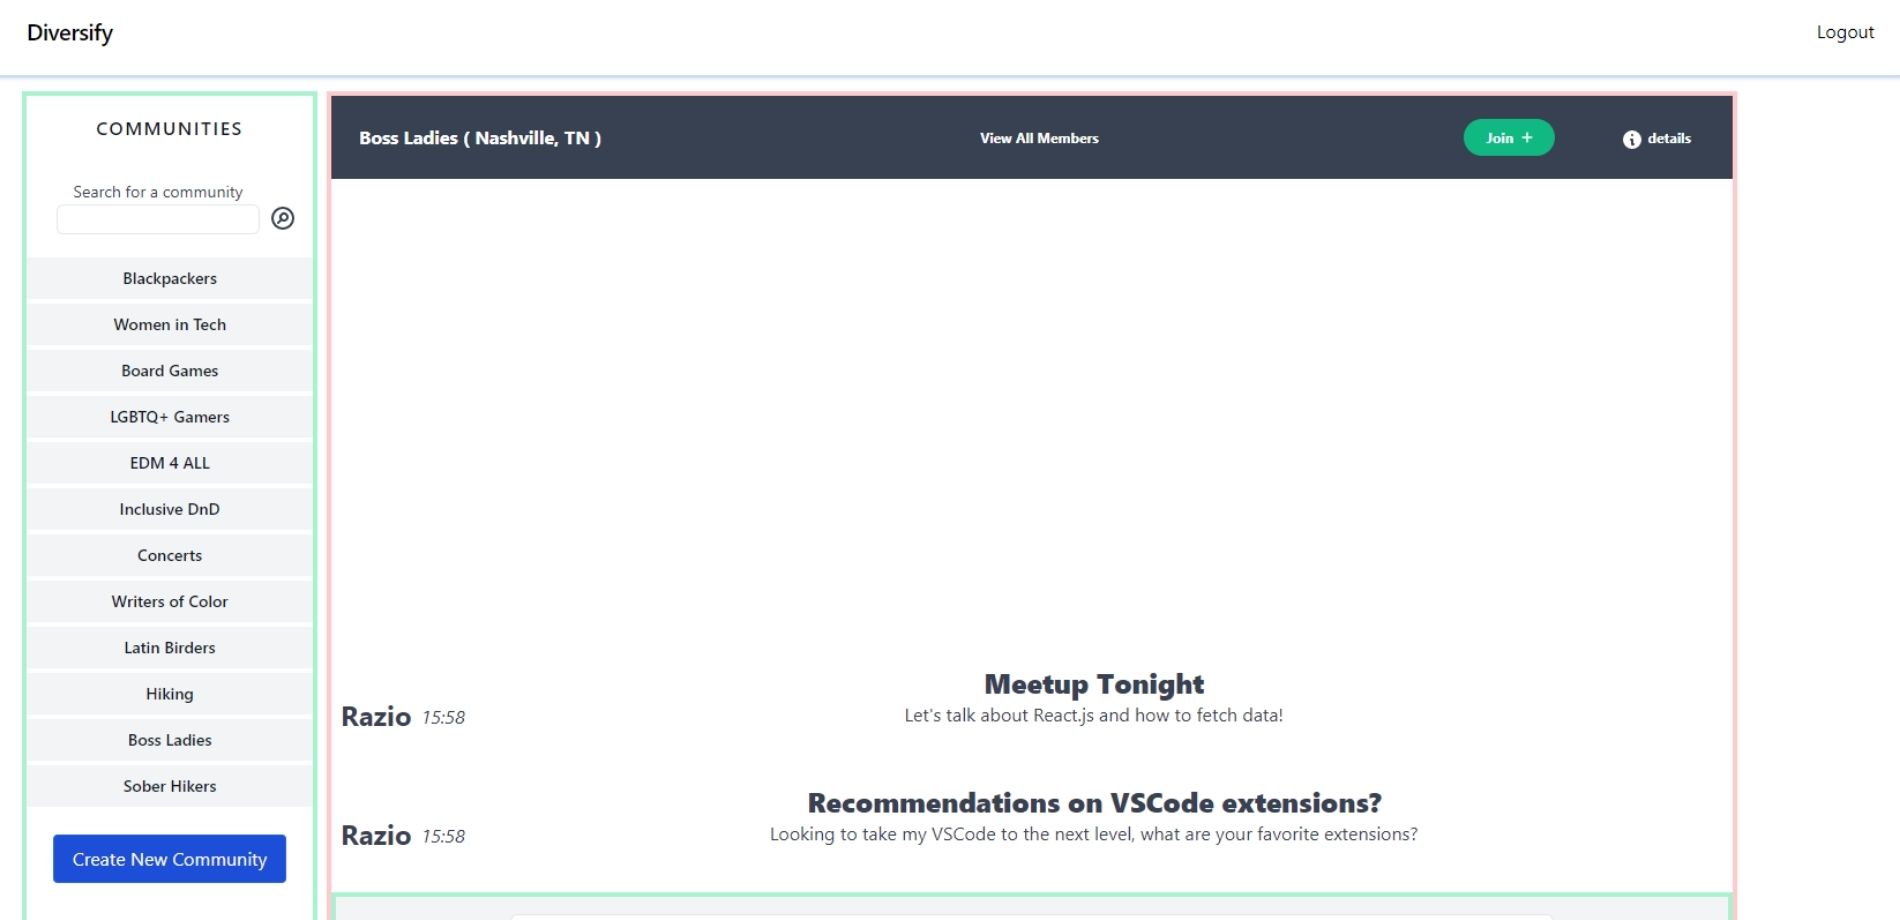 Diversify
Logout
COMMUNITIES
Search for a community
Blackpackers
Women in Tech
Board Games
LGBTQ+ Gamers
EDM 4 ALL
Inclusive DnD
Concerts
Writers of Color
Latin Birders
Hiking
Boss Ladies
Sober Hikers
Create New Community
Boss Ladies ( Nashville, TN )
View All Members
Join +
details
Meetup Tonight
Razio 15:58
Let's talk about React.js and how to fetch data!
Recommendations on VSCode extensions?
Razio 15:58
Looking to take my VSCode to the next level, what are your favorite extensions?